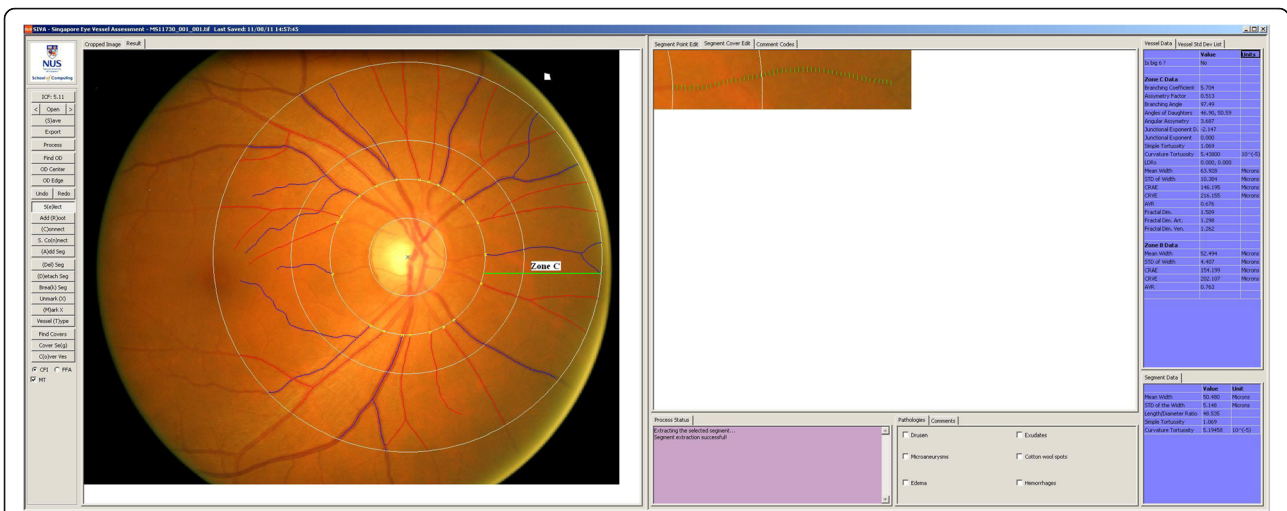 SIVA - Singapore Eye Vessel Assessment - MS11730_001_001.tif Last Saved: 11/08/11 14:57:45
NUS
School of Computing
ICF: 5.11
< Open >
(S)ave
Export
Process
Find OD
OD Center
OD Edge
Undo Redo
S(e)lect
Add (R)oot
(C)onnect
S. Co(n)nect
(A)dd Seg
(Del) Seg
(D)etach Seg
Brea(k) Seg
Unmark (X)
(M)ark X
Vessel (T)ype
Find Covers
Cover Se(g)
C(o)ver Ves
CFI FFA
MT
Cropped Image Result
Zone C
Segment Point Edit Segment Cover Edit Comment Codes
Process Status
Extracting the selected segment...
Segment extraction successful!
Pathologies Comments
Drusen Exudates
Microaneurysms Cotton wool spots
Edema Hemorrhages
Vessel Data Vessel Std Dev List
Value Units
Is big 6 ? No
Zone C Data
Branching Coefficient 5.704
Assymetry Factor 0.513
Branching Angle 97.49
Angles of Daughters 46.90, 50.59
Angular Assymetry 3.687
Junctional Exponent D. -2.147
Junctional Exponent 0.000
Simple Tortuosity 1.069
Curvature Tortuosity 5.43800 10^(-5)
LDRs 0.000, 0.000
Mean Width 63.928 Microns
STD of Width 10.384 Microns
CRAE 146.195 Microns
CRVE 216.155 Microns
AVR 0.676
Fractal Dim. 1.509
Fractal Dim. Art. 1.298
Fractal Dim. Ven. 1.262
Zone B Data
Mean Width 52.494 Microns
STD of Width 4.407 Microns
CRAE 154.199 Microns
CRVE 202.107 Microns
AVR 0.763
Segment Data
Value Unit
Mean Width 50.480 Microns
STD of the Width 5.148 Microns
Length/Diameter Ratio 48.535
Simple Tortuosity 1.069
Curvature Tortuosity 5.19458 10^(-5)